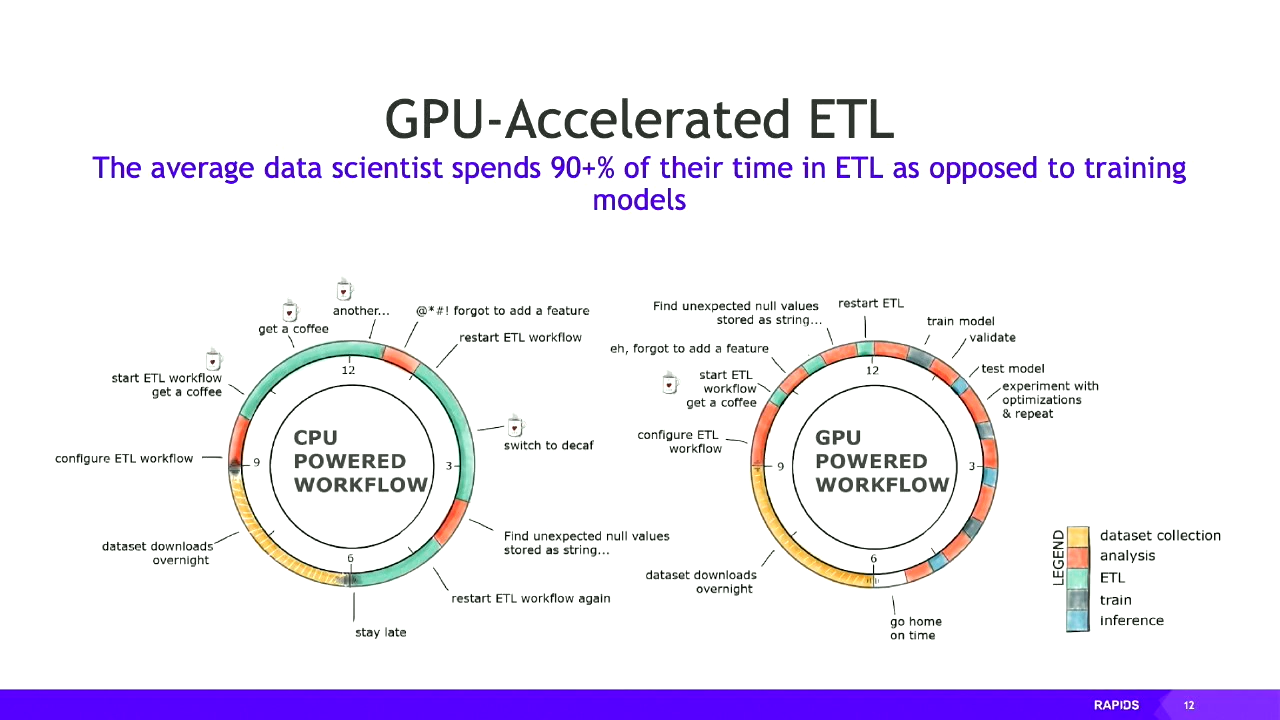 GPU-Accelerated ETL
The average data scientist spends 90+% of their time in ETL as opposed to training
models
another...
get a coffee
@*#! forgot to add a feature
restart ETL workflow
start ETL workflow
get a coffee
12
switch to decaf
configure ETL workflow
9
3
CPU
POWERED
WORKFLOW
dataset downloads
overnight
6
Find unexpected null values
stored as string...
restart ETL workflow again
stay late
Find unexpected null values
stored as string...
restart ETL
train model
validate
eh, forgot to add a feature
test model
start ETL
workflow
get a coffee
12
experiment with
optimizations
& repeat
configure ETL
workflow
9
3
GPU
POWERED
WORKFLOW
dataset downloads
overnight
6
go home
on time
LEGEND
dataset collection
analysis
ETL
train
inference
RAPIDS
12